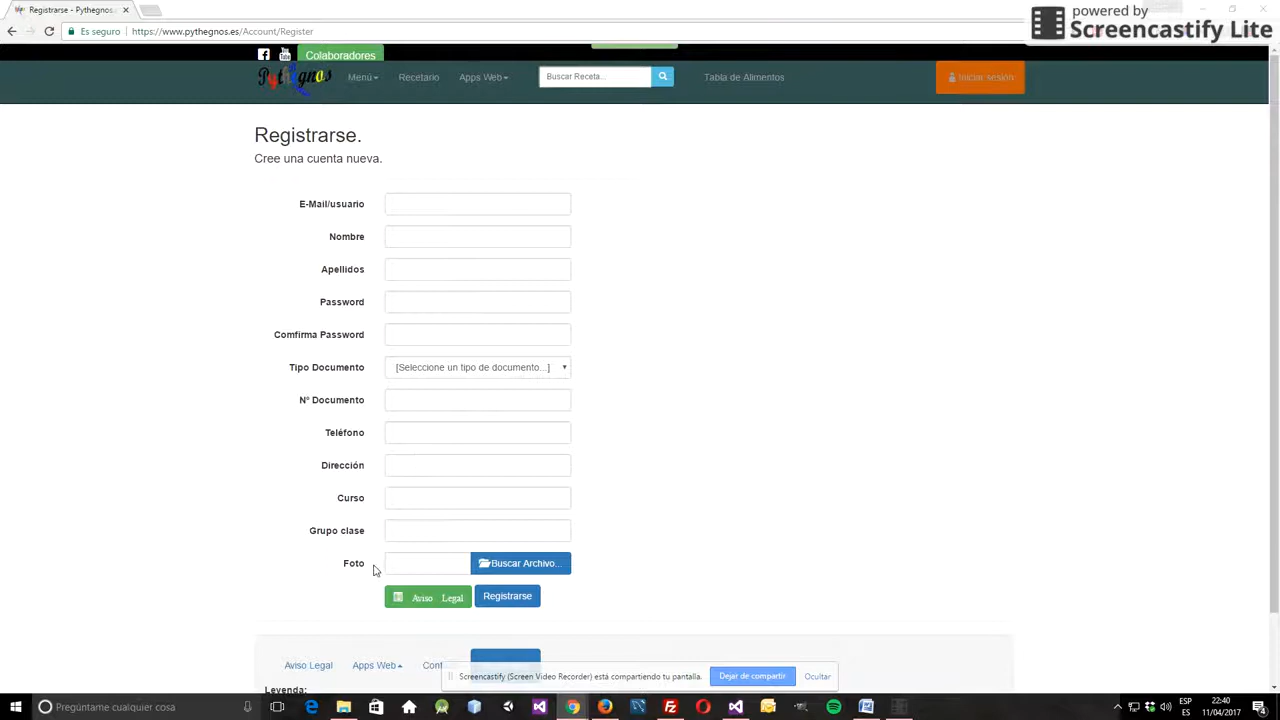 Registrarse - Pythegnos.
powered by
Screencastify Lite
Es seguro | https://www.pythegnos.es/Account/Register
Colaboradores
Pythegnos Menú Recetario Apps Web Buscar Receta... Tabla de Alimentos Iniciar sesión
Registrarse.
Cree una cuenta nueva.
E-Mail/usuario
Nombre
Apellidos
Password
Comfirma Password
Tipo Documento [Seleccione un tipo de documento...]
Nº Documento
Teléfono
Dirección
Curso
Grupo clase
Foto Buscar Archivo...
Aviso Legal Registrarse
Aviso Legal Apps Web
Screencastify (Screen Video Recorder) está compartiendo tu pantalla. Dejar de compartir Ocultar
Leyenda:
Pregúntame cualquier cosa
ESP 22:40
ES 11/04/2017